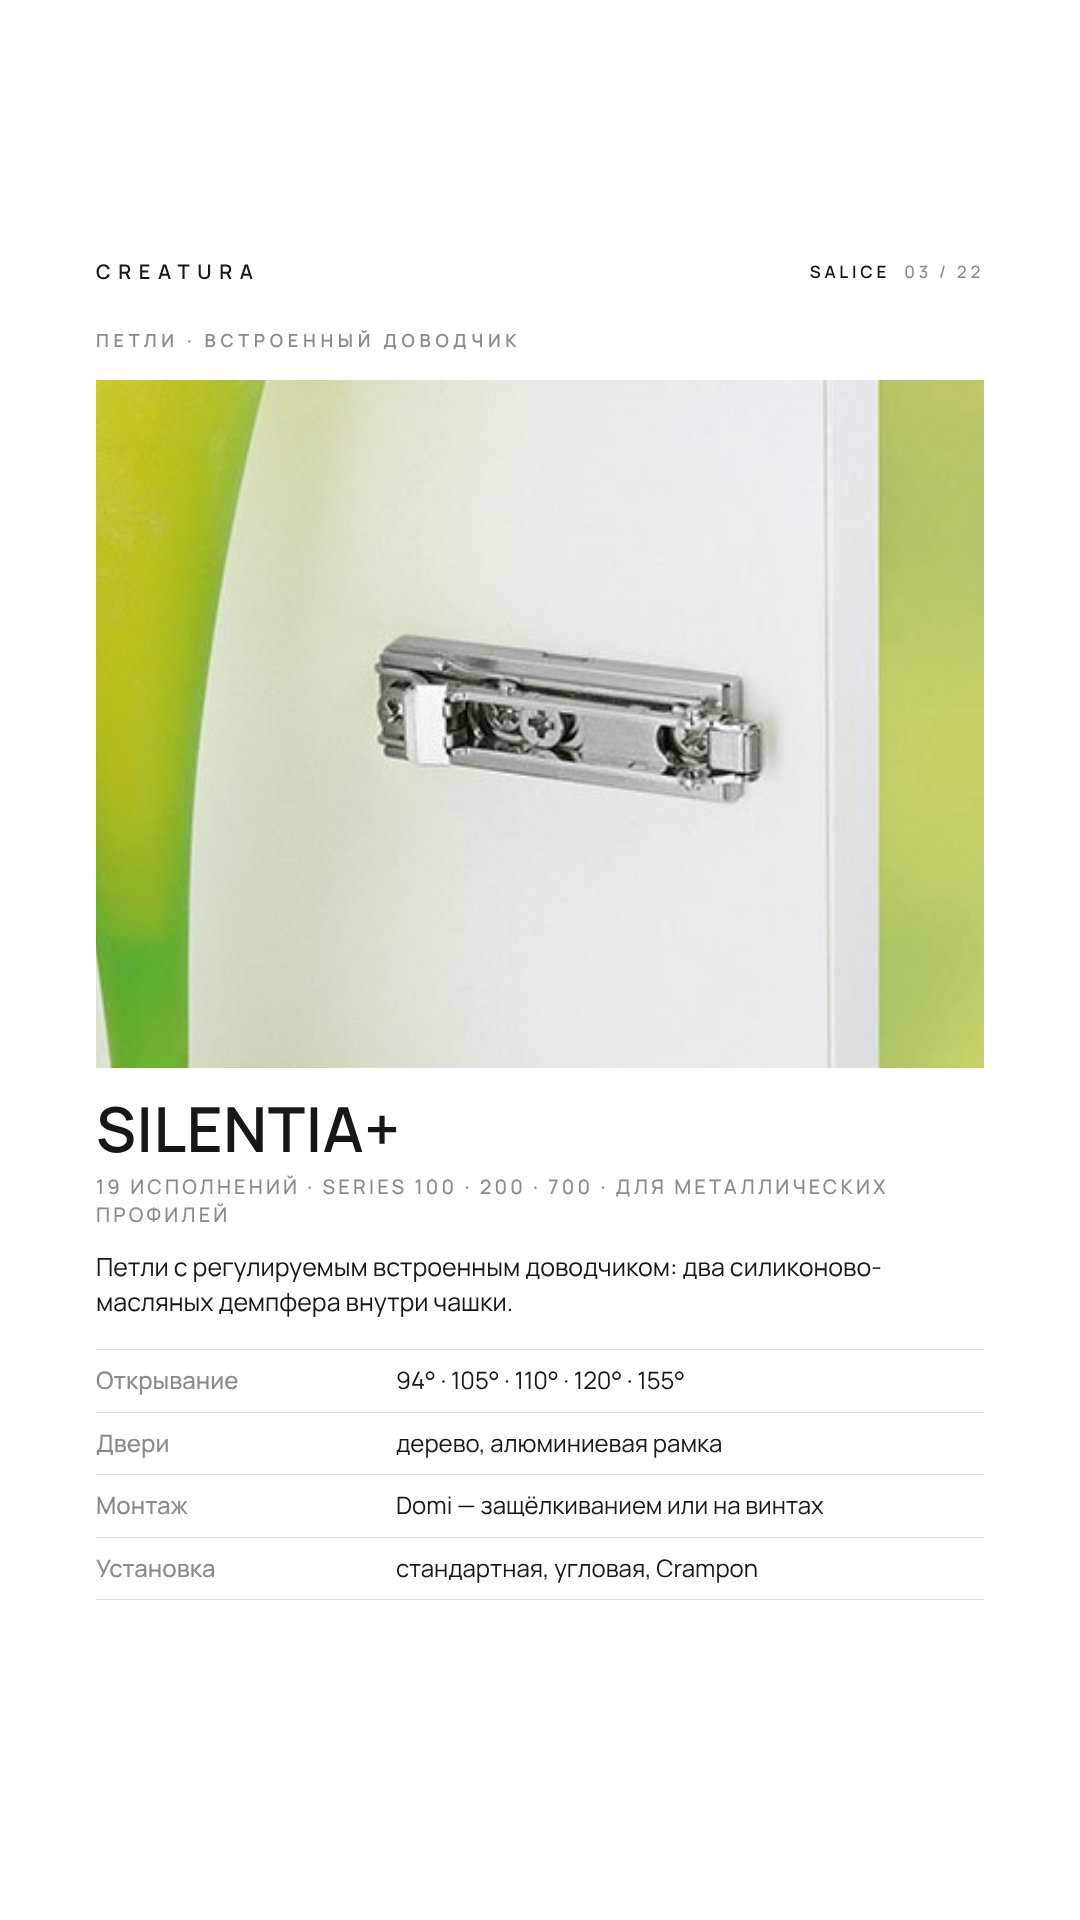 CREATURA
SALICE 03 / 22
ПЕТЛИ · ВСТРОЕННЫЙ ДОВОДЧИК
SILENTIA+
19 ИСПОЛНЕНИЙ · SERIES 100 · 200 · 700 · ДЛЯ МЕТАЛЛИЧЕСКИХ
ПРОФИЛЕЙ
Петли с регулируемым встроенным доводчиком: два силиконово-
масляных демпфера внутри чашки.
Открывание 94° · 105° · 110° · 120° · 155°
Двери дерево, алюминиевая рамка
Монтаж Domi — защёлкиванием или на винтах
Установка стандартная, угловая, Crampon